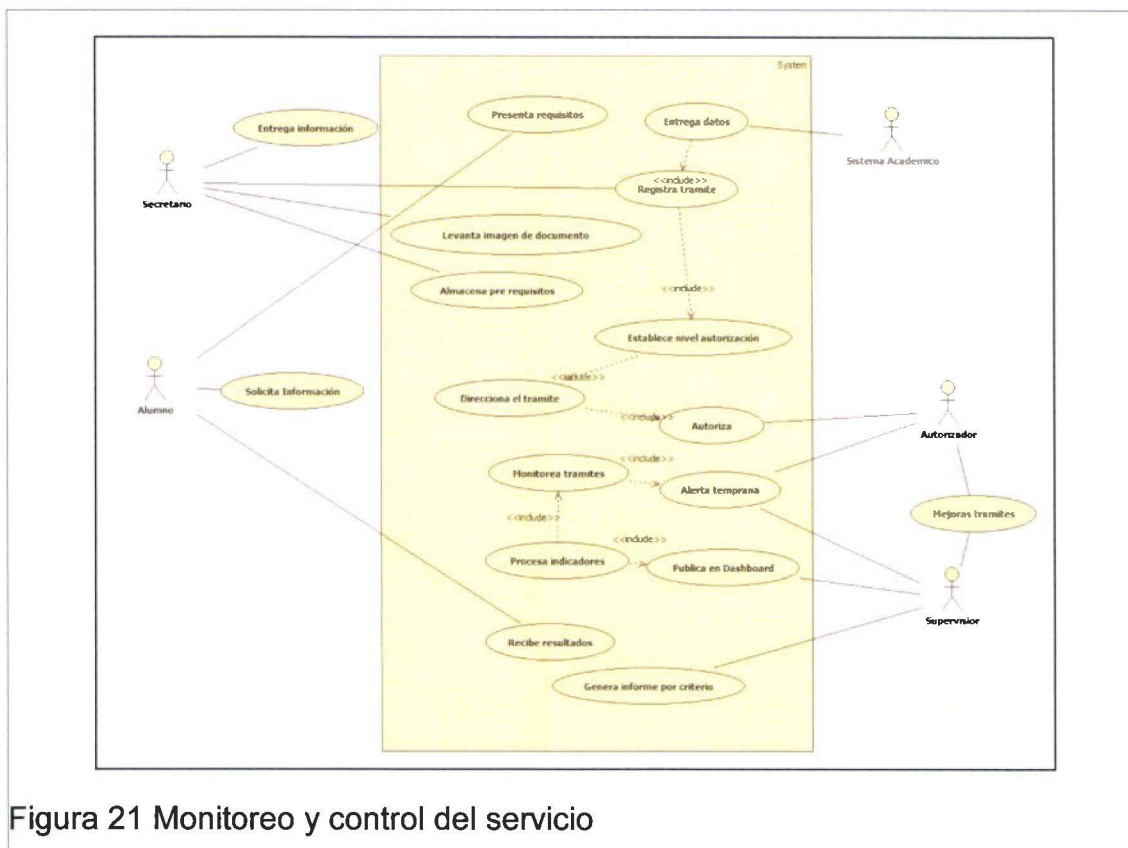 System
Presenta requisitos
Entrega datos
Entrega información
Sistema Academico
<<include>>
Registra tramite
Secretario
Levanta imagen de documento
Almacena pre requisitos
<<include>>
Establece nivel autorización
<<include>>
Solicita Información
Direcciona el tramite
Alumno
<<include>>
Autoriza
Autorizador
<<include>>
Monitorea tramites
Alerta temprana
Mejoras tramites
<<include>>
<<include>>
Procesa indicadores
Publica en Dashboard
Supervisior
Recibe resultados
Genera informe por criterio
Figura 21 Monitoreo y control del servicio